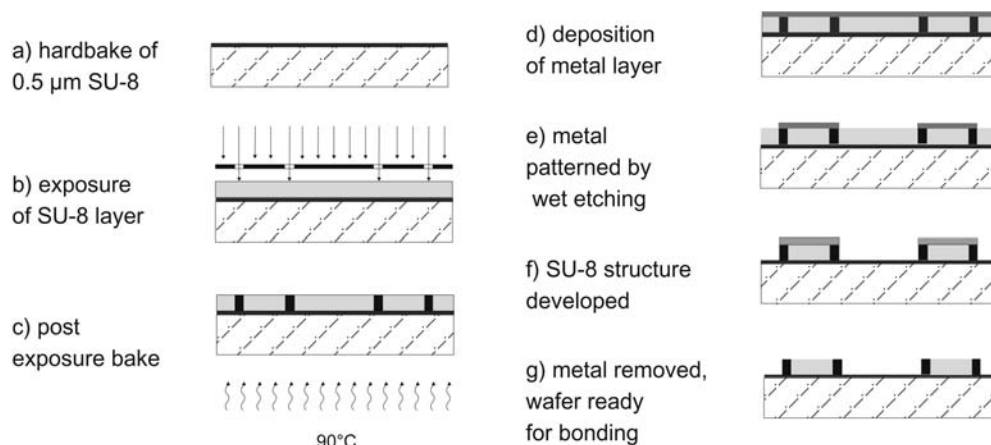 a) hardbake of
0.5 µm SU-8
b) exposure
of SU-8 layer
c) post
exposure bake
90°C
d) deposition
of metal layer
e) metal
patterned by
wet etching
f) SU-8 structure
developed
g) metal removed,
wafer ready
for bonding